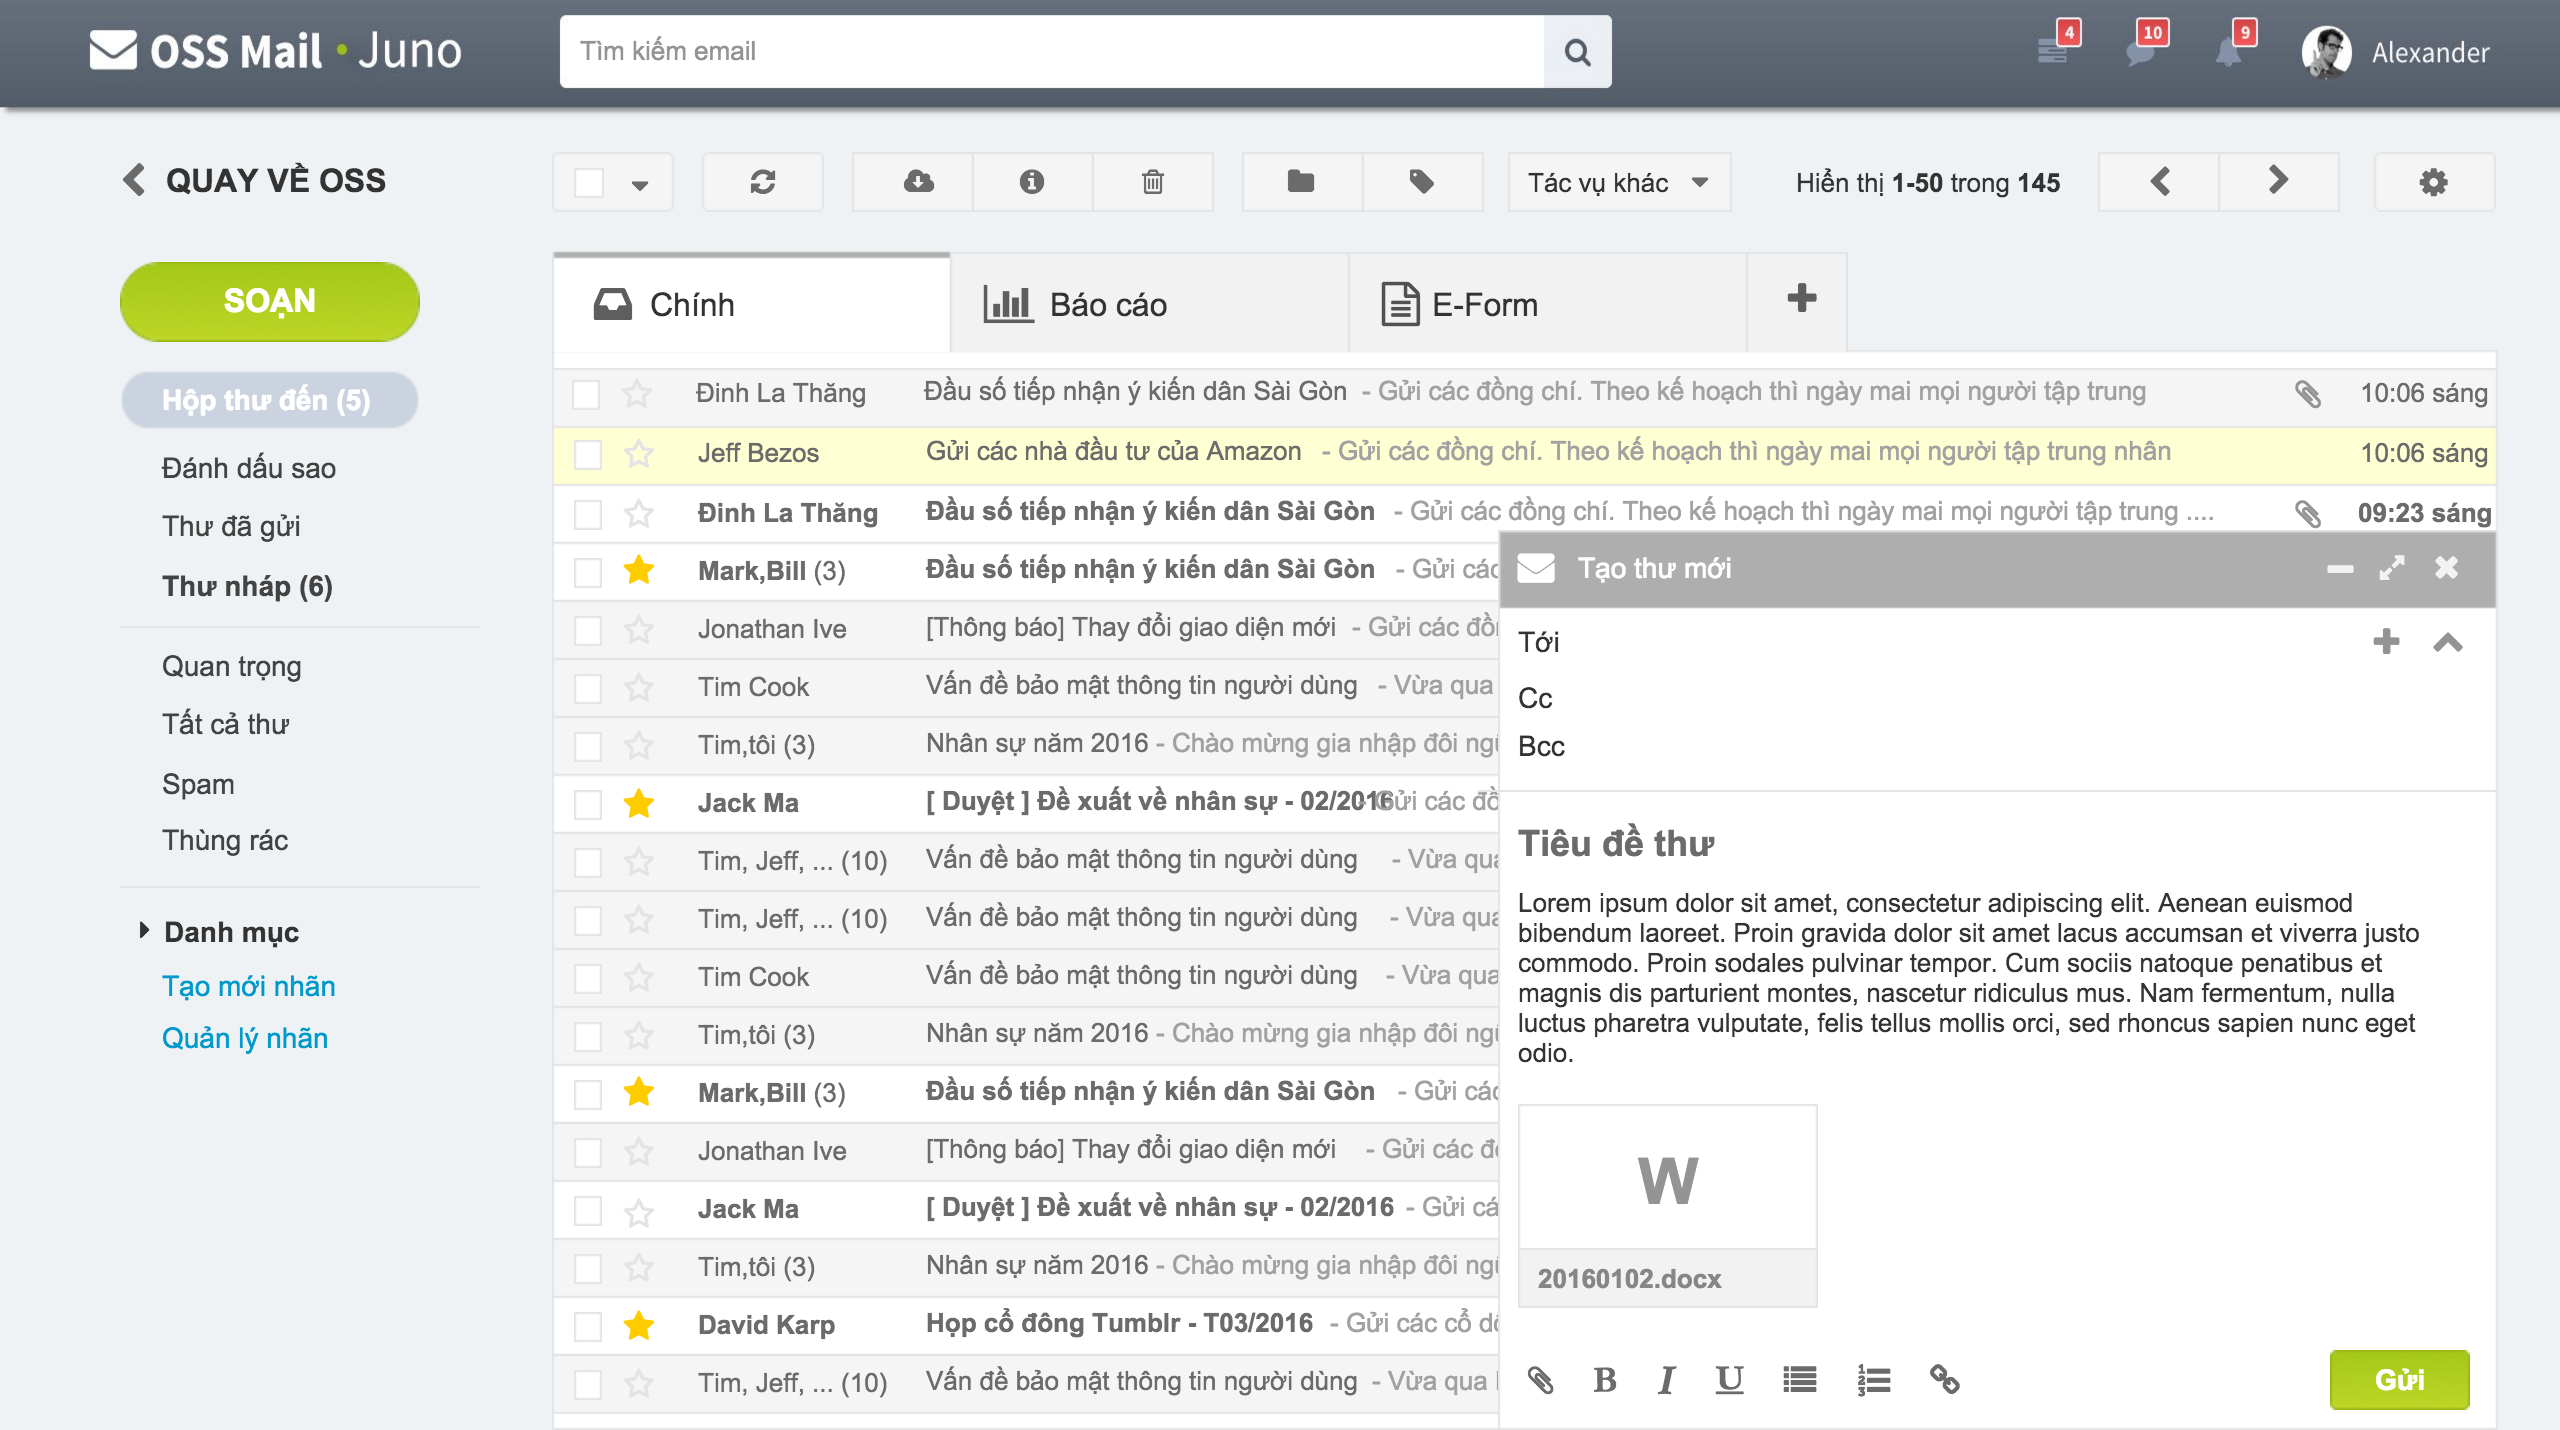 OSS Mail • Juno
Tìm kiếm email
4
10
9
Alexander
QUAY VỀ OSS
Tác vụ khác
Hiển thị 1-50 trong 145
SOẠN
Hộp thư đến (5)
Đánh dấu sao
Thư đã gửi
Thư nháp (6)
Quan trọng
Tất cả thư
Spam
Thùng rác
Danh mục
Tạo mới nhãn
Quản lý nhãn
Chính
Báo cáo
E-Form
Đinh La Thăng Đầu số tiếp nhận ý kiến dân Sài Gòn - Gửi các đồng chí. Theo kế hoạch thì ngày mai mọi người tập trung 10:06 sáng
Jeff Bezos Gửi các nhà đầu tư của Amazon - Gửi các đồng chí. Theo kế hoạch thì ngày mai mọi người tập trung nhân 10:06 sáng
Đinh La Thăng Đầu số tiếp nhận ý kiến dân Sài Gòn - Gửi các đồng chí. Theo kế hoạch thì ngày mai mọi người tập trung .... 09:23 sáng
Mark,Bill (3) Đầu số tiếp nhận ý kiến dân Sài Gòn - Gửi các
Jonathan Ive [Thông báo] Thay đổi giao diện mới - Gửi các đồ
Tim Cook Vấn đề bảo mật thông tin người dùng - Vừa qua
Tim,tôi (3) Nhân sự năm 2016 - Chào mừng gia nhập đôi ng
Jack Ma [ Duyệt ] Đề xuất về nhân sự - 02/2016 - Gửi các đồ
Tim, Jeff, ... (10) Vấn đề bảo mật thông tin người dùng - Vừa qua
Tim, Jeff, ... (10) Vấn đề bảo mật thông tin người dùng - Vừa qua
Tim Cook Vấn đề bảo mật thông tin người dùng - Vừa qua
Tim,tôi (3) Nhân sự năm 2016 - Chào mừng gia nhập đôi ng
Mark,Bill (3) Đầu số tiếp nhận ý kiến dân Sài Gòn - Gửi các
Jonathan Ive [Thông báo] Thay đổi giao diện mới - Gửi các đ
Jack Ma [ Duyệt ] Đề xuất về nhân sự - 02/2016 - Gửi cá
Tim,tôi (3) Nhân sự năm 2016 - Chào mừng gia nhập đôi ng
David Karp Họp cổ đông Tumblr - T03/2016 - Gửi các cổ d
Tim, Jeff, ... (10) Vấn đề bảo mật thông tin người dùng - Vừa qua
Tạo thư mới
Tới
Cc
Bcc
Tiêu đề thư
Lorem ipsum dolor sit amet, consectetur adipiscing elit. Aenean euismod
bibendum laoreet. Proin gravida dolor sit amet lacus accumsan et viverra justo
commodo. Proin sodales pulvinar tempor. Cum sociis natoque penatibus et
magnis dis parturient montes, nascetur ridiculus mus. Nam fermentum, nulla
luctus pharetra vulputate, felis tellus mollis orci, sed rhoncus sapien nunc eget
odio.
W
20160102.docx
B I U
Gửi